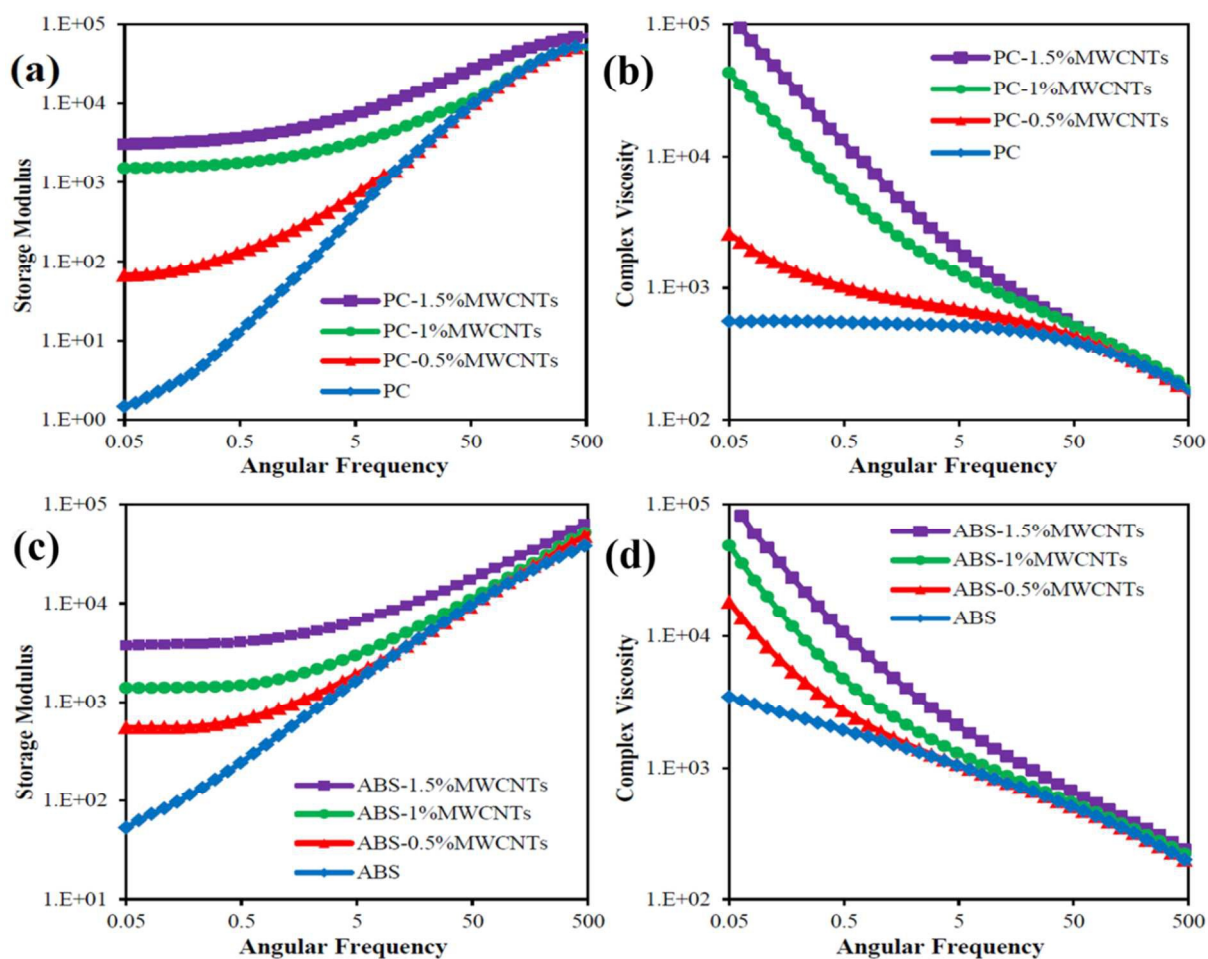 (a)
Storage Modulus
1.E+05
1.E+04
1.E+03
1.E+02
1.E+01
1.E+00
PC-1.5%MWCNTs
PC-1%MWCNTs
PC-0.5%MWCNTs
PC
0.05 0.5 5 50 500
Angular Frequency
(b)
Complex Viscosity
1.E+05
1.E+04
1.E+03
1.E+02
PC-1.5%MWCNTs
PC-1%MWCNTs
PC-0.5%MWCNTs
PC
0.05 0.5 5 50 500
Angular Frequency
(c)
Storage Modulus
1.E+05
1.E+04
1.E+03
1.E+02
1.E+01
ABS-1.5%MWCNTs
ABS-1%MWCNTs
ABS-0.5%MWCNTs
ABS
0.05 0.5 5 50 500
Angular Frequency
(d)
Complex Viscosity
1.E+05
1.E+04
1.E+03
1.E+02
ABS-1.5%MWCNTs
ABS-1%MWCNTs
ABS-0.5%MWCNTs
ABS
0.05 0.5 5 50 500
Angular Frequency